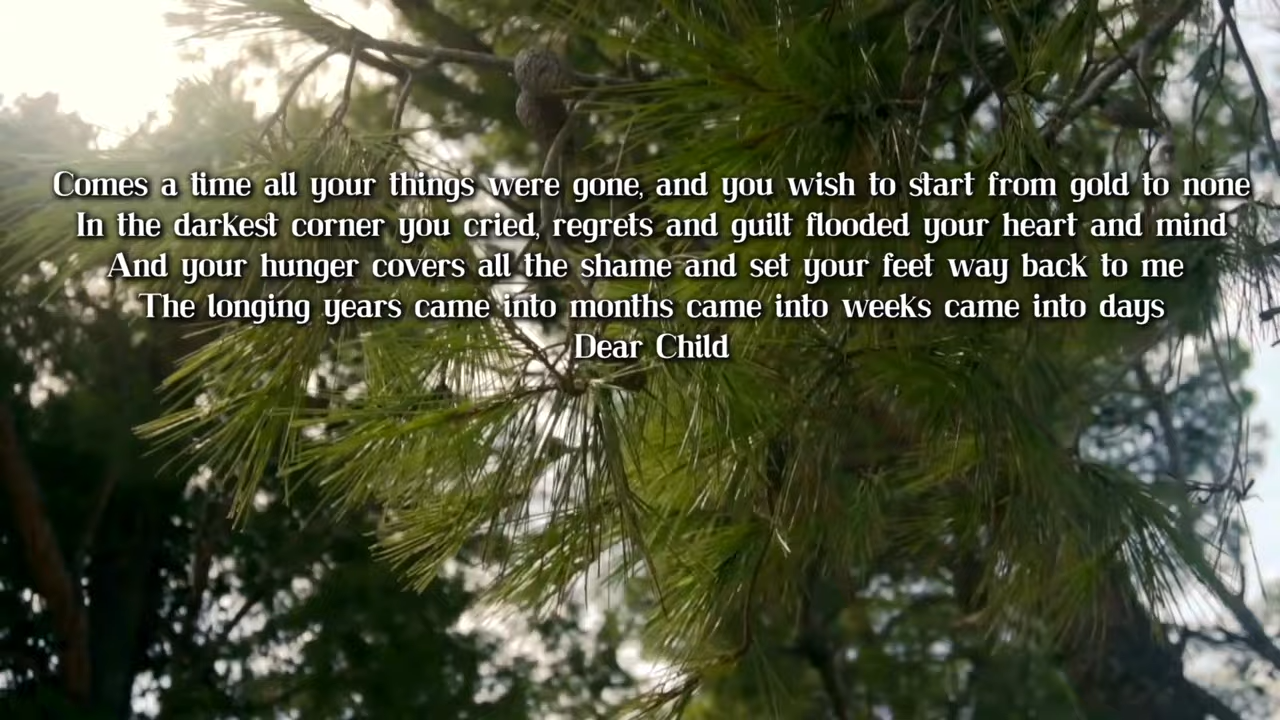 Comes a time all your things were gone, and you wish to start from gold to none
In the darkest corner you cried, regrets and guilt flooded your heart and mind
And your hunger covers all the shame and set your feet way back to me
The longing years came into months came into weeks came into days
Dear Child